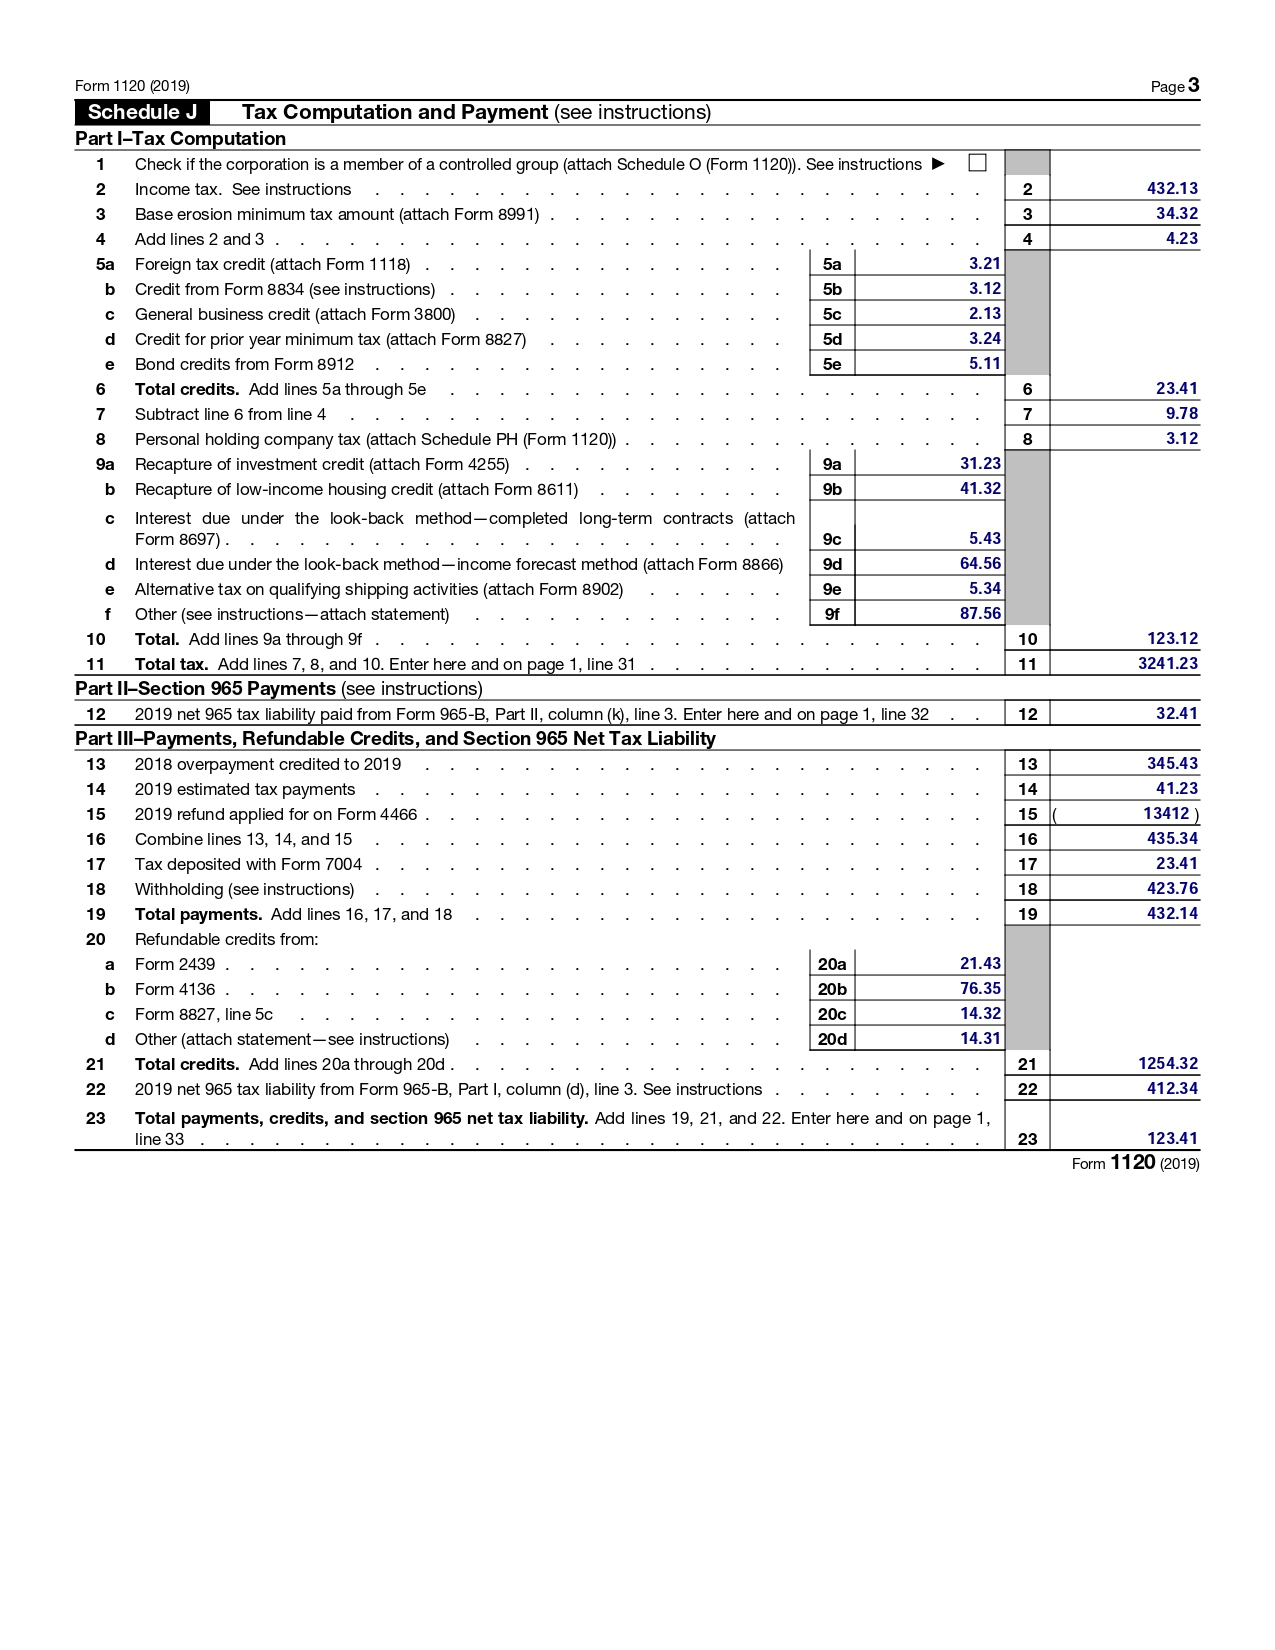 Form 1120 (2019) Page 3
Schedule J Tax Computation and Payment (see instructions)
Part I–Tax Computation
1 Check if the corporation is a member of a controlled group (attach Schedule O (Form 1120)). See instructions ▶
2 Income tax. See instructions . . . . . . . . . . . . . . . . . . . . . . . . . 2 432.13
3 Base erosion minimum tax amount (attach Form 8991) . . . . . . . . . . . . . . . . . . 3 34.32
4 Add lines 2 and 3 . . . . . . . . . . . . . . . . . . . . . . . . . . . . . 4 4.23
5a Foreign tax credit (attach Form 1118) . . . . . . . . . . . . . . . 5a 3.21
b Credit from Form 8834 (see instructions) . . . . . . . . . . . . . . 5b 3.12
c General business credit (attach Form 3800) . . . . . . . . . . . . . 5c 2.13
d Credit for prior year minimum tax (attach Form 8827) . . . . . . . . . . 5d 3.24
e Bond credits from Form 8912 . . . . . . . . . . . . . . . . . 5e 5.11
6 Total credits. Add lines 5a through 5e . . . . . . . . . . . . . . . . . . . . . . 6 23.41
7 Subtract line 6 from line 4 . . . . . . . . . . . . . . . . . . . . . . . . . . 7 9.78
8 Personal holding company tax (attach Schedule PH (Form 1120)) . . . . . . . . . . . . . . . 8 3.12
9a Recapture of investment credit (attach Form 4255) . . . . . . . . . . . 9a 31.23
b Recapture of low-income housing credit (attach Form 8611) . . . . . . . . 9b 41.32
c Interest due under the look-back method—completed long-term contracts (attach
Form 8697) . . . . . . . . . . . . . . . . . . . . . . . 9c 5.43
d Interest due under the look-back method—income forecast method (attach Form 8866) 9d 64.56
e Alternative tax on qualifying shipping activities (attach Form 8902) . . . . . . 9e 5.34
f Other (see instructions—attach statement) . . . . . . . . . . . . . 9f 87.56
10 Total. Add lines 9a through 9f . . . . . . . . . . . . . . . . . . . . . . . . . 10 123.12
11 Total tax. Add lines 7, 8, and 10. Enter here and on page 1, line 31 . . . . . . . . . . . . . . 11 3241.23
Part II–Section 965 Payments (see instructions)
12 2019 net 965 tax liability paid from Form 965-B, Part II, column (k), line 3. Enter here and on page 1, line 32 . . 12 32.41
Part III–Payments, Refundable Credits, and Section 965 Net Tax Liability
13 2018 overpayment credited to 2019 . . . . . . . . . . . . . . . . . . . . . . . 13 345.43
14 2019 estimated tax payments . . . . . . . . . . . . . . . . . . . . . . . . . 14 41.23
15 2019 refund applied for on Form 4466 . . . . . . . . . . . . . . . . . . . . . . . 15 ( 13412 )
16 Combine lines 13, 14, and 15 . . . . . . . . . . . . . . . . . . . . . . . . . 16 435.34
17 Tax deposited with Form 7004 . . . . . . . . . . . . . . . . . . . . . . . . . 17 23.41
18 Withholding (see instructions) . . . . . . . . . . . . . . . . . . . . . . . . . 18 423.76
19 Total payments. Add lines 16, 17, and 18 . . . . . . . . . . . . . . . . . . . . . 19 432.14
20 Refundable credits from:
a Form 2439 . . . . . . . . . . . . . . . . . . . . . . . 20a 21.43
b Form 4136 . . . . . . . . . . . . . . . . . . . . . . . 20b 76.35
c Form 8827, line 5c . . . . . . . . . . . . . . . . . . . . 20c 14.32
d Other (attach statement—see instructions) . . . . . . . . . . . . . 20d 14.31
21 Total credits. Add lines 20a through 20d . . . . . . . . . . . . . . . . . . . . . . 21 1254.32
22 2019 net 965 tax liability from Form 965-B, Part I, column (d), line 3. See instructions . . . . . . . . . 22 412.34
23 Total payments, credits, and section 965 net tax liability. Add lines 19, 21, and 22. Enter here and on page 1,
line 33 . . . . . . . . . . . . . . . . . . . . . . . . . . . . . . . . 23 123.41
Form 1120 (2019)